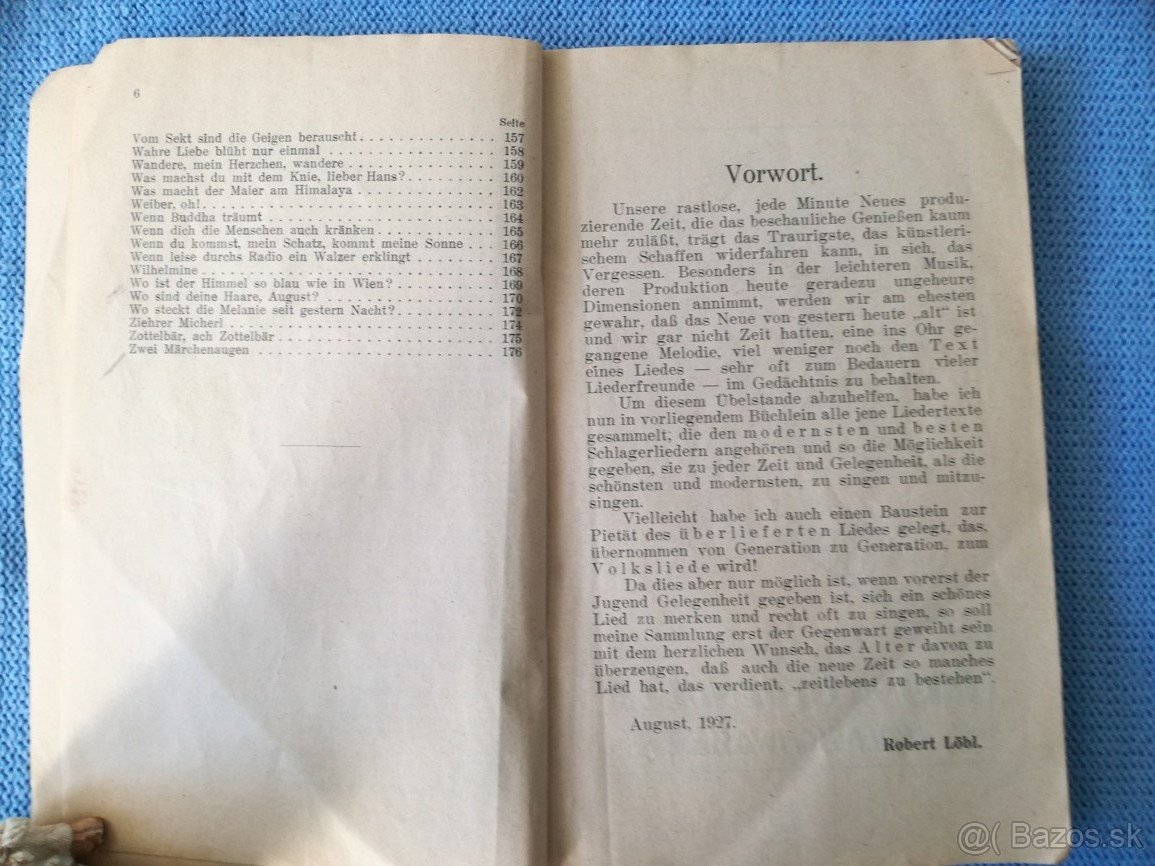 6
Seite
Vom Sekt sind die Geigen berauscht . . . . . . . . . . . . 157
Wahre Liebe blüht nur einmal . . . . . . . . . . . . . . . 158
Wandere, mein Herzchen, wandere . . . . . . . . . . . . . 159
Was machst du mit dem Knie, lieber Hans? . . . . . . . . . 160
Was macht der Maier am Himalaya . . . . . . . . . . . . . 162
Weiber, oh! . . . . . . . . . . . . . . . . . . . . . . . 163
Wenn Buddha träumt . . . . . . . . . . . . . . . . . . . 164
Wenn dich die Menschen auch kränken . . . . . . . . . . . 165
Wenn du kommst, mein Schatz, kommt meine Sonne . . . 166
Wenn leise durchs Radio ein Walzer erklingt . . . . . . . 167
Wilhelmine . . . . . . . . . . . . . . . . . . . . . . . 168
Wo ist der Himmel so blau wie in Wien? . . . . . . . . . . 169
Wo sind deine Haare, August? . . . . . . . . . . . . . . . 170
Wo steckt die Melanie seit gestern Nacht? . . . . . . . . . 172
Ziehrer Micherl . . . . . . . . . . . . . . . . . . . . . 174
Zottelbär, ach Zottelbär . . . . . . . . . . . . . . . . . 175
Zwei Märchenaugen . . . . . . . . . . . . . . . . . . . . 176
Vorwort.
Unsere rastlose, jede Minute Neues produ-
zierende Zeit, die das beschauliche Genießen kaum
mehr zuläßt, trägt das Traurigste, das künstleri-
schem Schaffen widerfahren kann, in sich, das
Vergessen. Besonders in der leichteren Musik,
deren Produktion heute geradezu ungeheure
Dimensionen annimmt, werden wir am ehesten
gewahr, daß das Neue von gestern heute „alt“ ist
und wir gar nicht Zeit hatten, eine ins Ohr ge-
gangene Melodie, viel weniger noch den Text
eines Liedes — sehr oft zum Bedauern vieler
Liederfreunde — im Gedächtnis zu behalten.
Um diesem Übelstande abzuhelfen, habe ich
nun in vorliegendem Büchlein alle jene Liedertexte
gesammelt; die den modernsten und besten
Schlagerliedern angehören und so die Möglichkeit
gegeben, sie zu jeder Zeit und Gelegenheit, als die
schönsten und modernsten, zu singen und mitzu-
singen.
Vielleicht habe ich auch einen Baustein zur
Pietät des überlieferten Liedes gelegt, das,
übernommen von Generation zu Generation, zum
Volksliede wird!
Da dies aber nur möglich ist, wenn vorerst der
Jugend Gelegenheit gegeben ist, sich ein schönes
Lied zu merken und recht oft zu singen, so soll
meine Sammlung erst der Gegenwart geweiht sein
mit dem herzlichen Wunsch, das Alter davon zu
überzeugen, daß auch die neue Zeit so manches
Lied hat, das verdient, „zeitlebens zu bestehen“.
August, 1927.
Robert Löbl.
@( Bazos.sk